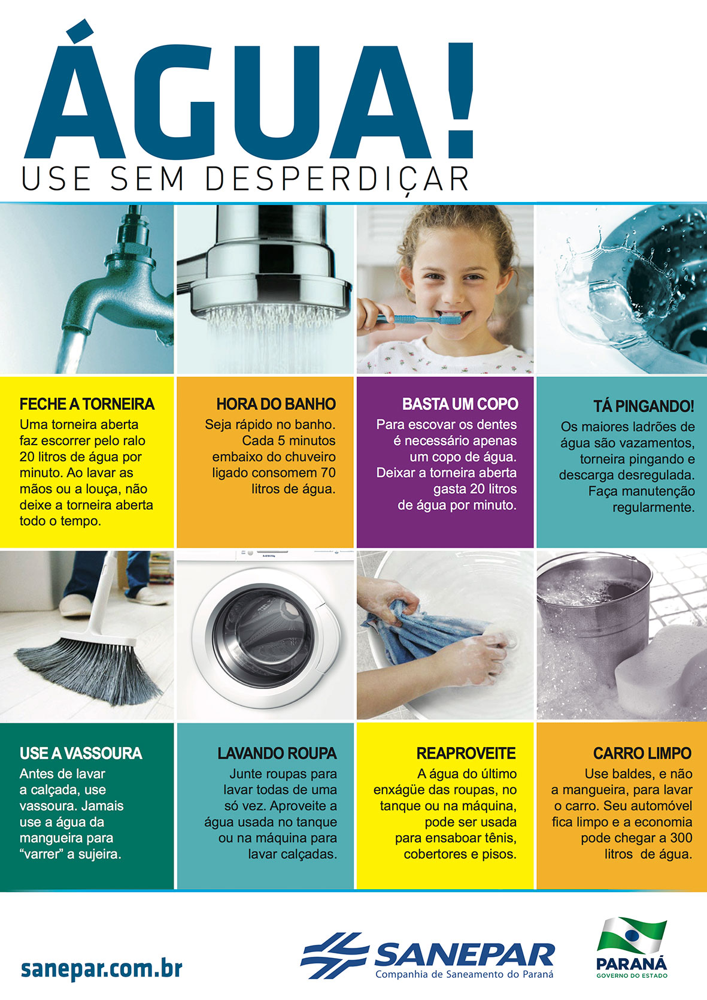 ÁGUA!
USE SEM DESPERDIÇAR
FECHE A TORNEIRA
Uma torneira aberta
faz escorrer pelo ralo
20 litros de água por
minuto. Ao lavar as
mãos ou a louça, não
deixe a torneira aberta
todo o tempo.
HORA DO BANHO
Seja rápido no banho.
Cada 5 minutos
embaixo do chuveiro
ligado consomem 70
litros de água.
BASTA UM COPO
Para escovar os dentes
é necessário apenas
um copo de água.
Deixar a torneira aberta
gasta 20 litros
de água por minuto.
TÁ PINGANDO!
Os maiores ladrões de
água são vazamentos,
torneira pingando e
descarga desregulada.
Faça manutenção
regularmente.
USE A VASSOURA
Antes de lavar
a calçada, use
vassoura. Jamais
use a água da
mangueira para
“varrer” a sujeira.
LAVANDO ROUPA
Junte roupas para
lavar todas de uma
só vez. Aproveite a
água usada no tanque
ou na máquina para
lavar calçadas.
REAPROVEITE
A água do último
enxágüe das roupas, no
tanque ou na máquina,
pode ser usada
para ensaboar tênis,
cobertores e pisos.
CARRO LIMPO
Use baldes, e não
a mangueira, para lavar
o carro. Seu automóvel
fica limpo e a economia
pode chegar a 300
litros de água.
sanepar.com.br
SANEPAR
Companhia de Saneamento do Paraná
PARANÁ
GOVERNO DO ESTADO